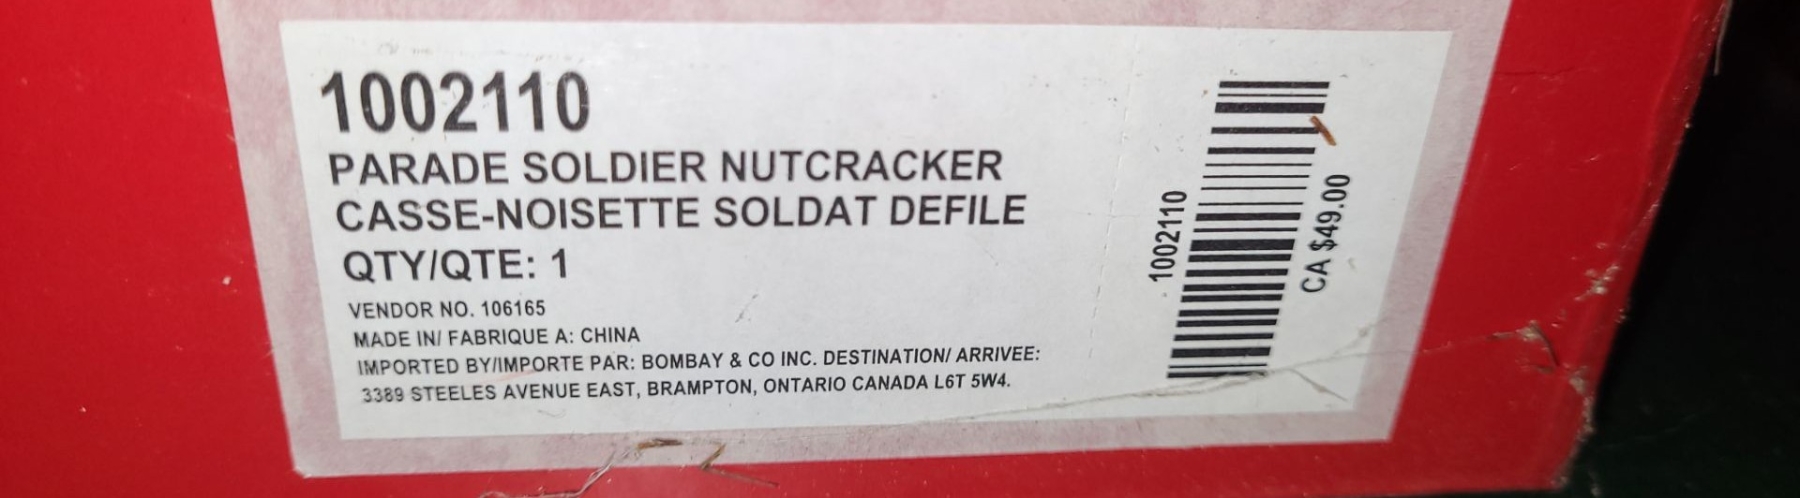 1002110
PARADE SOLDIER NUTCRACKER
CASSE-NOISETTE SOLDAT DEFILE
QTY/QTE: 1
VENDOR NO. 106165
MADE IN/ FABRIQUE A: CHINA
IMPORTED BY/IMPORTE PAR: BOMBAY & CO INC. DESTINATION/ ARRIVEE:
3389 STEELES AVENUE EAST, BRAMPTON, ONTARIO CANADA L6T 5W4.
1002110
CA $49.00